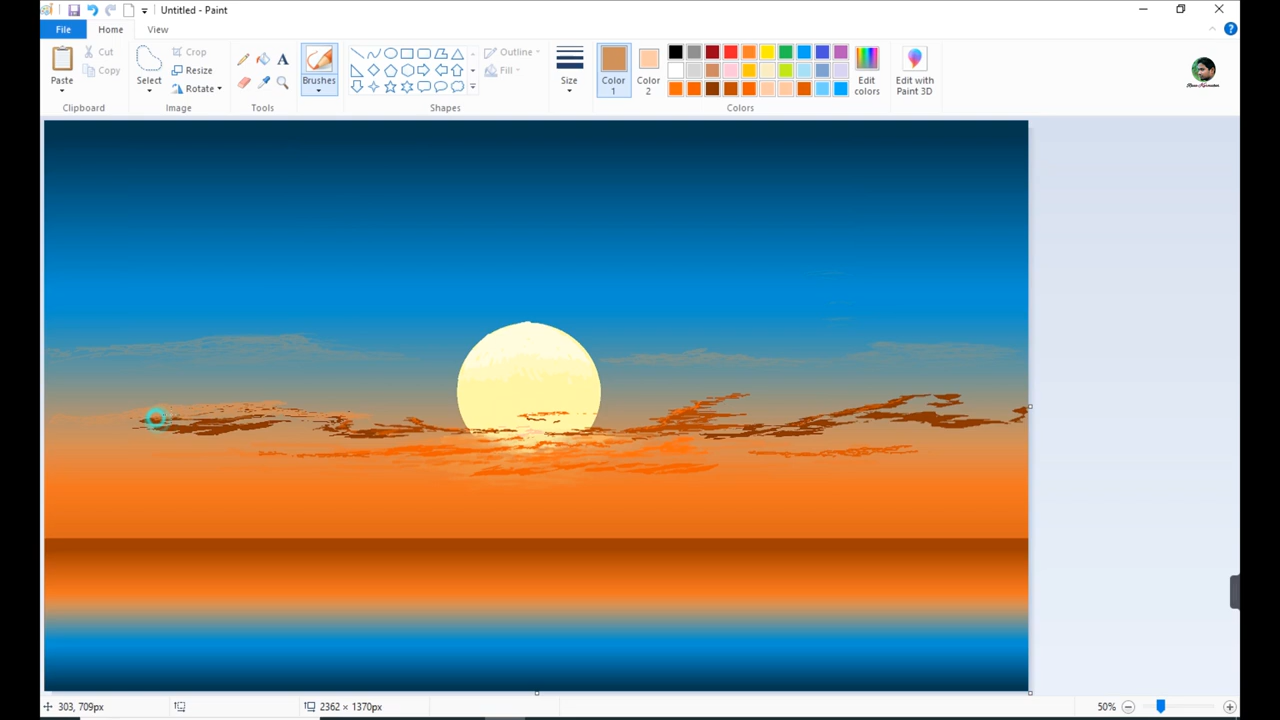 Untitled - Paint
File Home View
Paste
Cut
Copy
Clipboard
Select
Crop
Resize
Rotate
Image
A
Tools
Brushes
Outline
Fill
Shapes
Size
Color 1
Color 2
Edit colors
Colors
Edit with Paint 3D
303, 709px
2362 × 1370px
50%